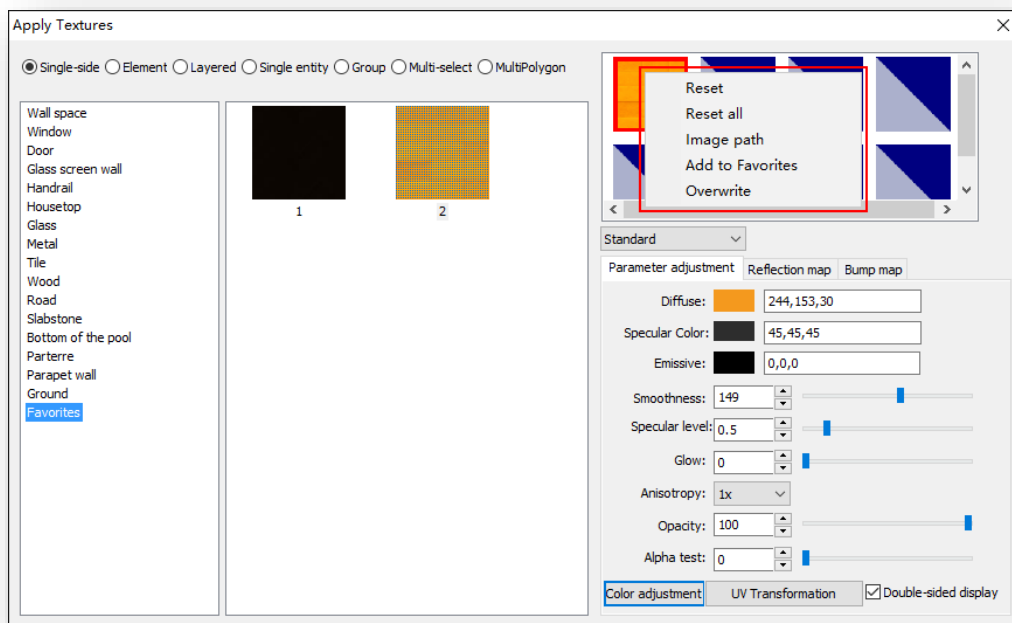 Apply Textures
Single-side Element Layered Single entity Group Multi-select MultiPolygon
Wall space
Window
Door
Glass screen wall
Handrail
Housetop
Glass
Metal
Tile
Wood
Road
Slabstone
Bottom of the pool
Parterre
Parapet wall
Ground
Favorites
1 2
Reset
Reset all
Image path
Add to Favorites
Overwrite
Standard
Parameter adjustment Reflection map Bump map
Diffuse: 244,153,30
Specular Color: 45,45,45
Emissive: 0,0,0
Smoothness: 149
Specular level: 0.5
Glow: 0
Anisotropy: 1x
Opacity: 100
Alpha test: 0
Color adjustment UV Transformation Double-sided display